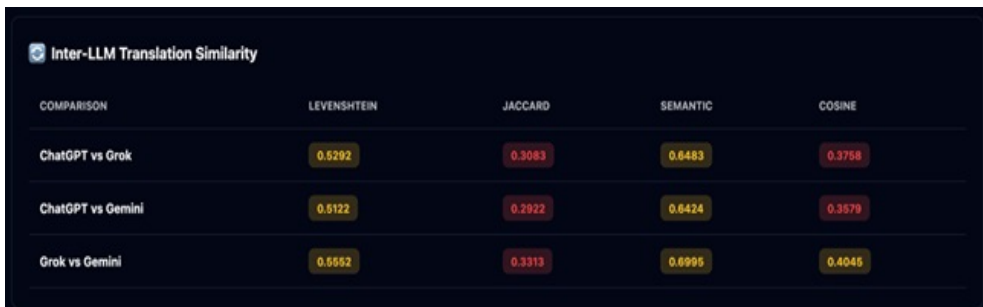 Inter-LLM Translation Similarity
COMPARISON LEVENSHTEIN JACCARD SEMANTIC COSINE
ChatGPT vs Grok 0.5292 0.3083 0.6483 0.3758
ChatGPT vs Gemini 0.5122 0.2922 0.6424 0.3579
Grok vs Gemini 0.5552 0.3313 0.6995 0.4045